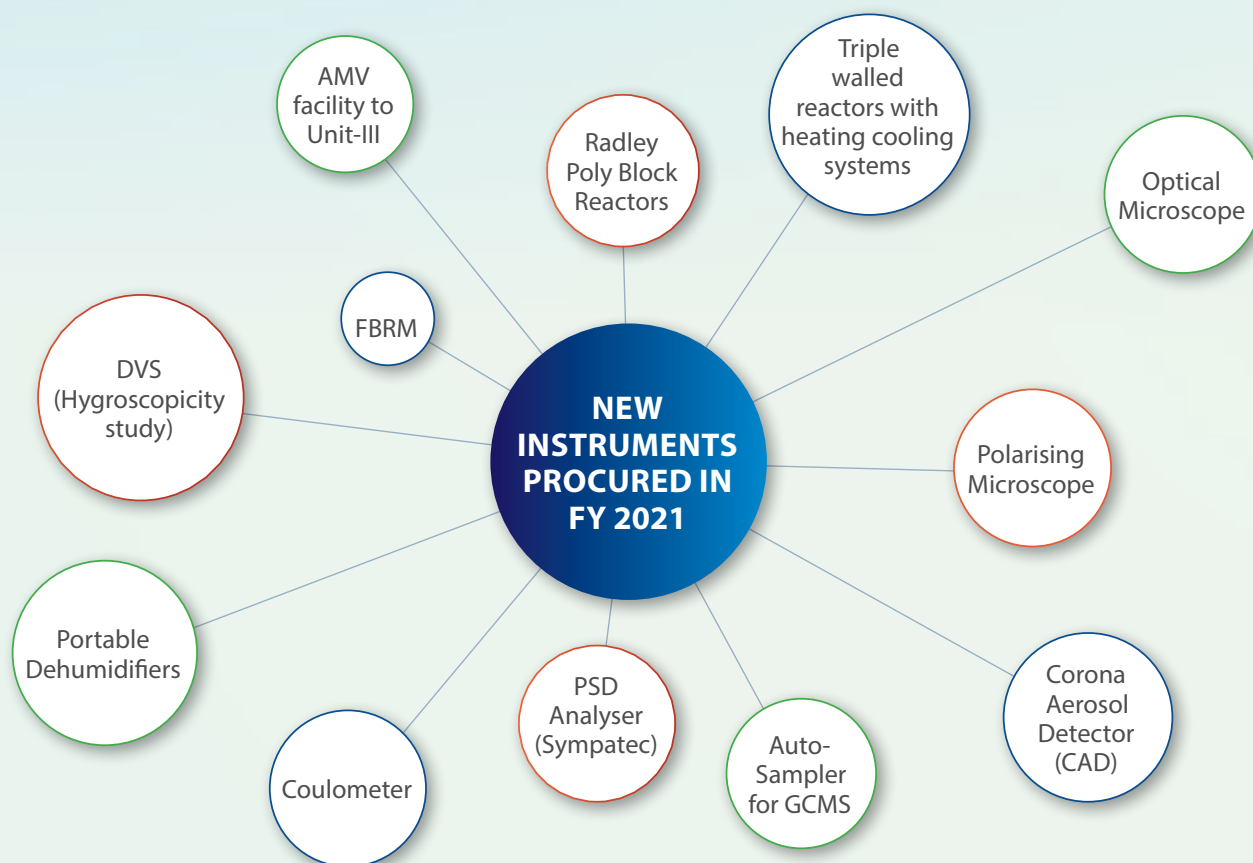 AMV
facility to
Unit-III
Radley
Poly Block
Reactors
Triple
walled
reactors with
heating cooling
systems
Optical
Microscope
FBRM
DVS
(Hygroscopicity
study)
NEW
INSTRUMENTS
PROCURED IN
FY 2021
Polarising
Microscope
Portable
Dehumidifiers
Coulometer
PSD
Analyser
(Sympatec)
Auto-
Sampler
for GCMS
Corona
Aerosol
Detector
(CAD)